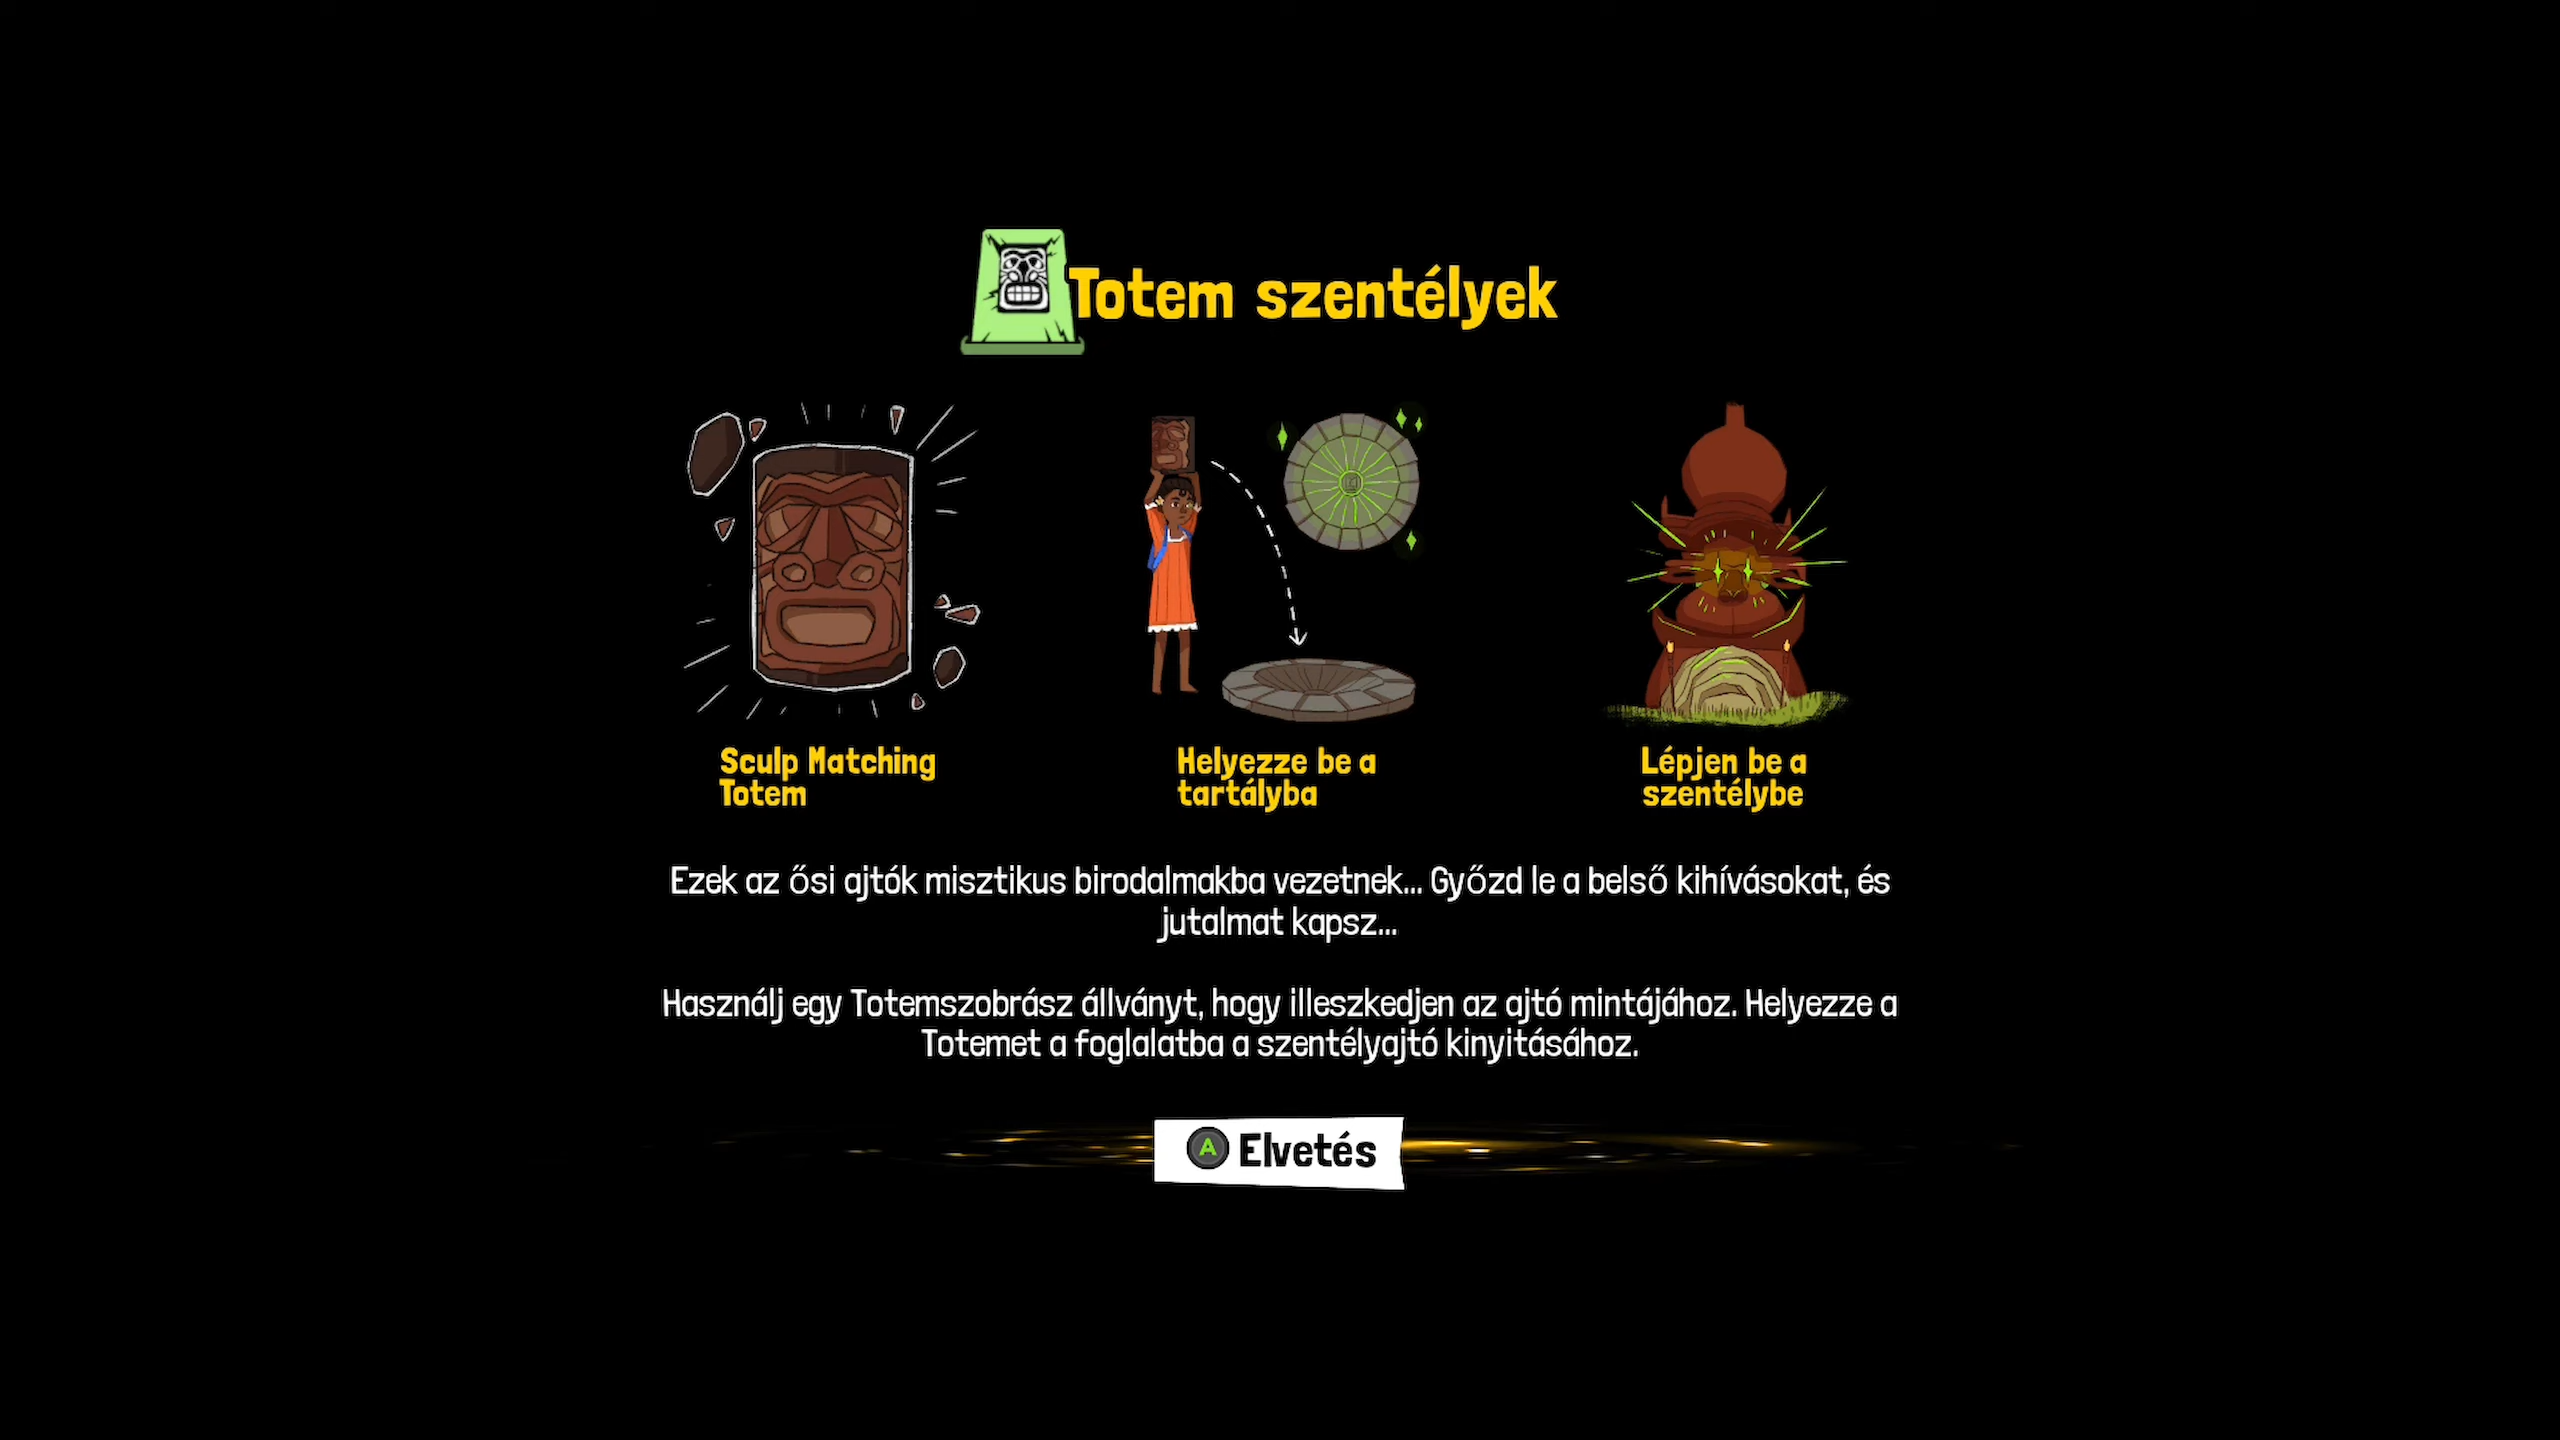 Totem szentélyek
Sculp Matching
Totem
Helyezze be a
tartályba
Lépjen be a
szentélybe
Ezek az ősi ajtók misztikus birodalmakba vezetnek... Győzd le a belső kihívásokat, és
jutalmat kapsz...
Használj egy Totemszobrász állványt, hogy illeszkedjen az ajtó mintájához. Helyezze a
Totemet a foglalatba a szentélyajtó kinyitásához.
A Elvetés